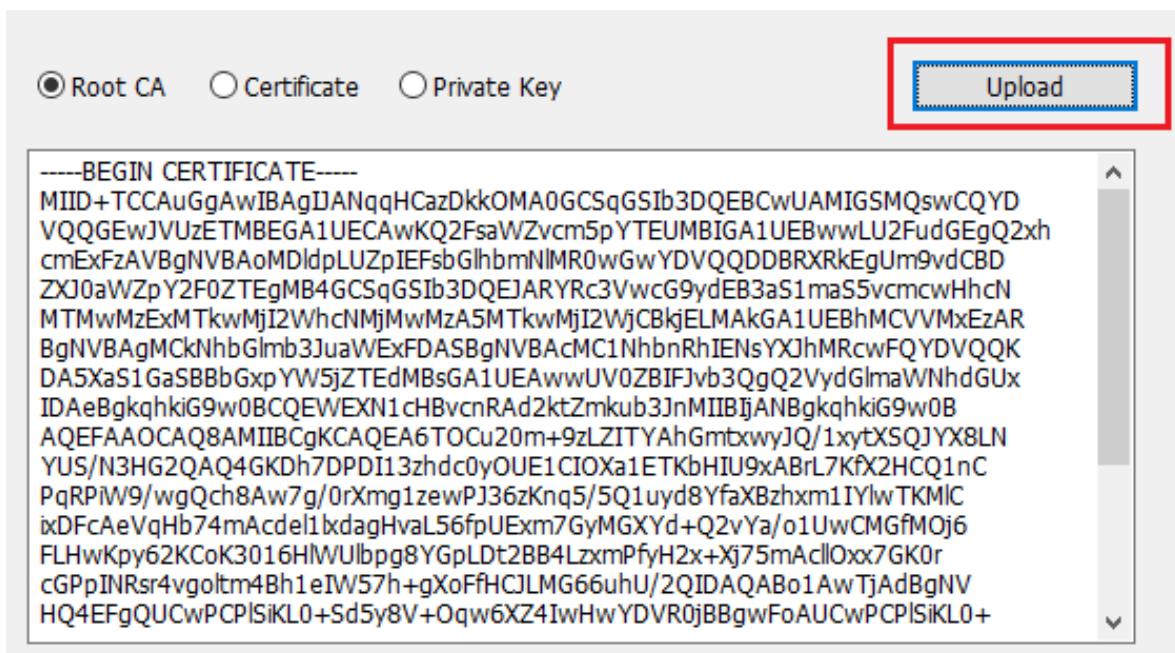 Root CA Certificate Private Key Upload
-----BEGIN CERTIFICATE-----
MIID+TCCAuGgAwIBAgIJANqqHCazDkkOMA0GCSqGSIb3DQEBCwUAMIGSMQswCQYD
VQQGEwJVUzETMBEGA1UECAwKQ2FsaWZvcm5pYTEUMBIGA1UEBwwLU2FudGEgQ2xh
cmExFzAVBgNVBAoMDldpLUZpIEFsbGlhbmNlMR0wGwYDVQQDDBRXRkEgUm9vdCBD
ZXJ0aWZpY2F0ZTEgMB4GCSqGSIb3DQEJARYRc3VwcG9ydEB3aS1maS5vcmcwHhcN
MTMwMzExMTkwMjI2WhcNMjMwMzA5MTkwMjI2WjCBkjELMAkGA1UEBhMCVVMxEzAR
BgNVBAgMCkNhbGlmb3JuaWExFDASBgNVBAcMC1NhbnRhIENsYXJhMRcwFQYDVQQK
DA5XaS1GaSBBbGxpYW5jZTEdMBsGA1UEAwwUV0ZBIFJvb3QgQ2VydGlmaWNhdGUx
IDAeBgkqhkiG9w0BCQEWEXN1cHBvcnRAd2ktZmkub3JnMIIBIjANBgkqhkiG9w0B
AQEFAAOCAQ8AMIIBCgKCAQEA6TOCu20m+9zLZITYAhGmtxwyJQ/1xytXSQJYX8LN
YUS/N3HG2QAQ4GKDh7DPDI13zhdc0yOUE1CIOXa1ETKbHIU9xABrL7KfX2HCQ1nC
PqRPiW9/wgQch8Aw7g/0rXmg1zewPJ36zKnq5/5Q1uyd8YfaXBzhxm1IYlwTKMlC
ixDFcAeVqHb74mAcdel1lxdagHvaL56fpUExm7GyMGXYd+Q2vYa/o1UwCMGfMOj6
FLHwKpy62KCoK3016HlWUlbpg8YGpLDt2BB4LzxmPfyH2x+Xj75mAcllOxx7GK0r
cGPpINRsr4vgoltm4Bh1eIW57h+gXoFfHCJLMG66uhU/2QIDAQABo1AwTjAdBgNV
HQ4EFgQUCwPCPlSiKL0+Sd5y8V+Oqw6XZ4IwHwYDVR0jBBgwFoAUCwPCPlSiKL0+